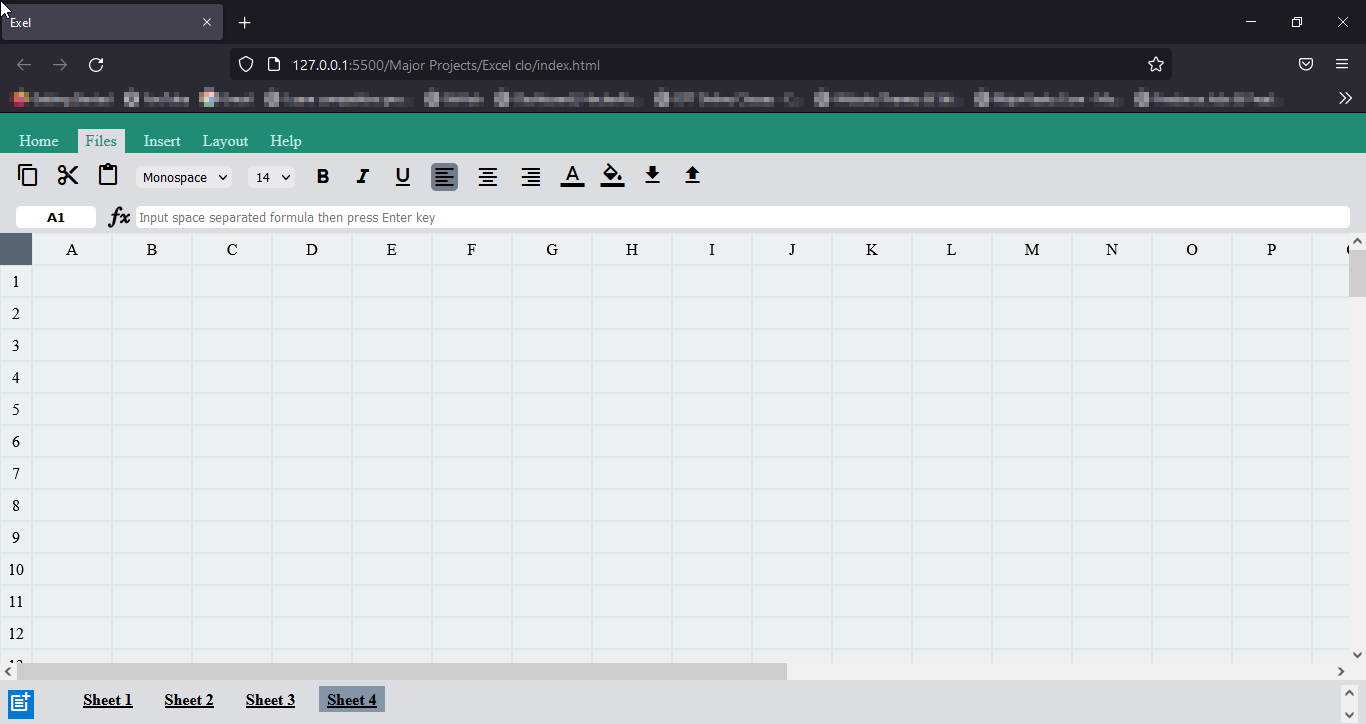 Exel
127.0.0.1:5500/Major Projects/Excel clo/index.html
Home Files Insert Layout Help
Monospace 14 B I U A
A1 fx Input space separated formula then press Enter key
A B C D E F G H I J K L M N O P
1
2
3
4
5
6
7
8
9
10
11
12
Sheet 1 Sheet 2 Sheet 3 Sheet 4